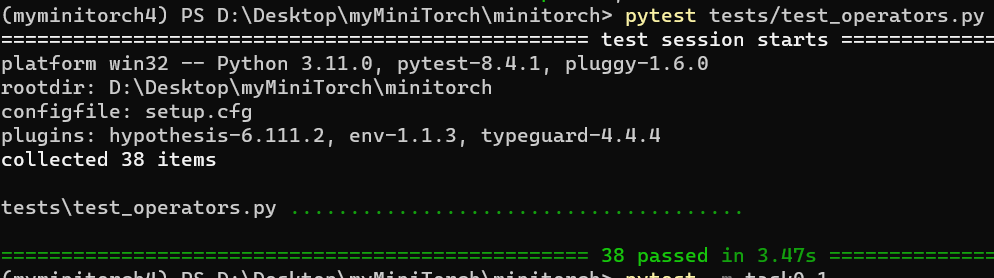 (myminitorch4) PS D:\Desktop\myMiniTorch\minitorch> pytest tests/test_operators.py
================================================ test session starts ==============
platform win32 -- Python 3.11.0, pytest-8.4.1, pluggy-1.6.0
rootdir: D:\Desktop\myMiniTorch\minitorch
configfile: setup.cfg
plugins: hypothesis-6.111.2, env-1.1.3, typeguard-4.4.4
collected 38 items
tests\test_operators.py ......................................
================================================ 38 passed in 3.47s ==============
(myminitorch4) PS D:\Desktop\myMiniTorch\minitorch> pytest -m task0_1